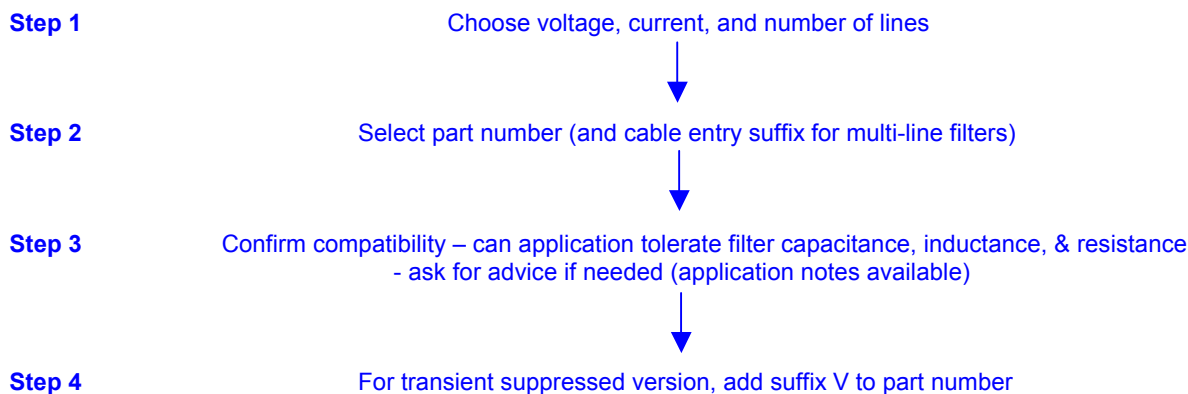 Step 1 Choose voltage, current, and number of lines
Step 2 Select part number (and cable entry suffix for multi-line filters)
Step 3 Confirm compatibility – can application tolerate filter capacitance, inductance, & resistance
- ask for advice if needed (application notes available)
Step 4 For transient suppressed version, add suffix V to part number